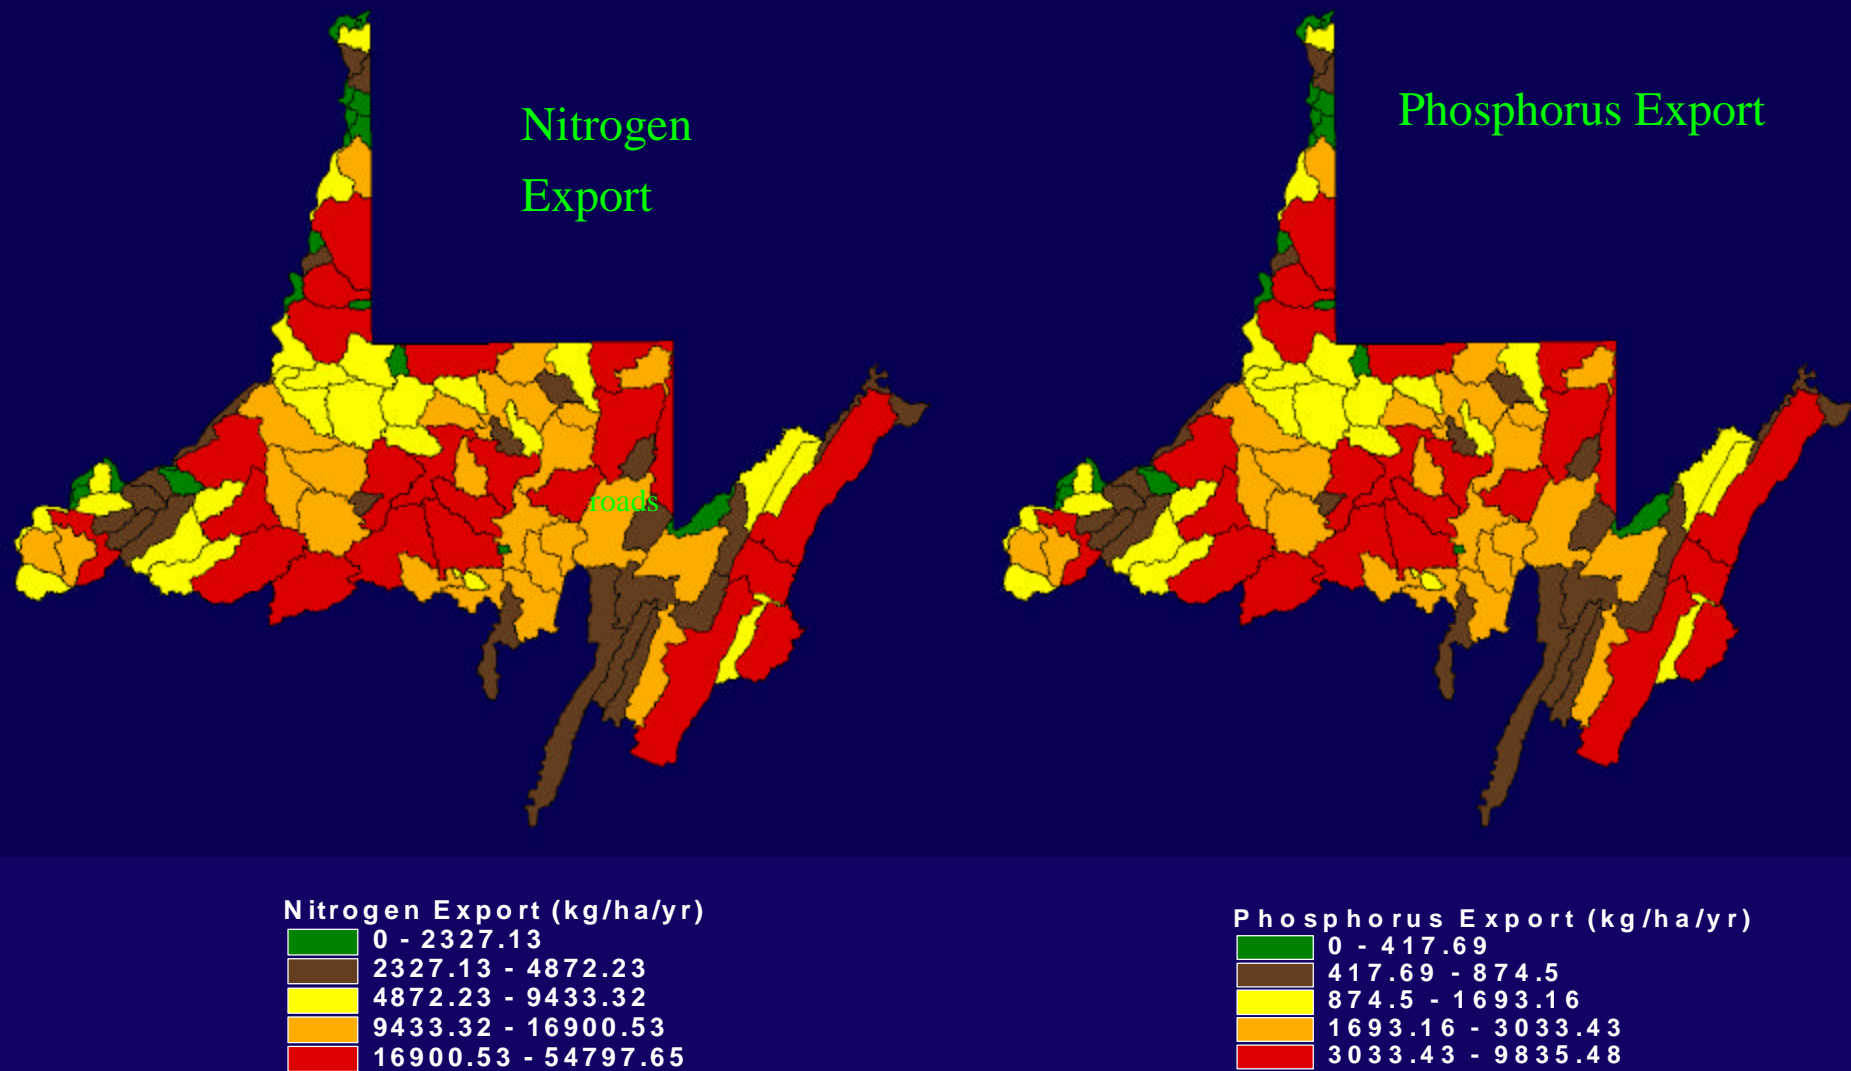 Nitrogen
Export
Phosphorus Export
roads
Nitrogen Export (kg/ha/yr)
0 - 2327.13
2327.13 - 4872.23
4872.23 - 9433.32
9433.32 - 16900.53
16900.53 - 54797.65
Phosphorus Export (kg/ha/yr)
0 - 417.69
417.69 - 874.5
874.5 - 1693.16
1693.16 - 3033.43
3033.43 - 9835.48